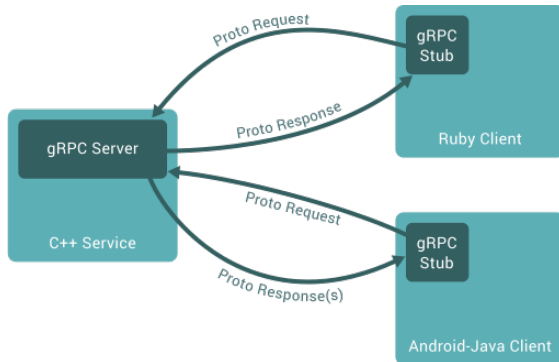 Proto Request
gRPC
Stub
Ruby Client
Proto Response
gRPC Server
C++ Service
Proto Request
gRPC
Stub
Proto Response(s)
Android-Java Client